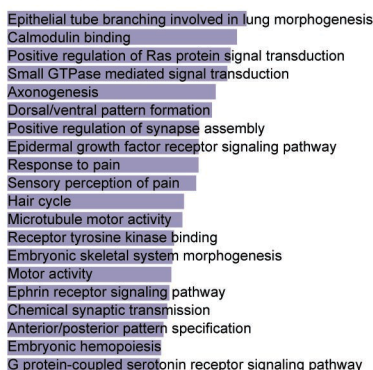 Epithelial tube branching involved in lung morphogenesis
Calmodulin binding
Positive regulation of Ras protein signal transduction
Small GTPase mediated signal transduction
Axonogenesis
Dorsal/ventral pattern formation
Positive regulation of synapse assembly
Epidermal growth factor receptor signaling pathway
Response to pain
Sensory perception of pain
Hair cycle
Microtubule motor activity
Receptor tyrosine kinase binding
Embryonic skeletal system morphogenesis
Motor activity
Ephrin receptor signaling pathway
Chemical synaptic transmission
Anterior/posterior pattern specification
Embryonic hemopoiesis
G protein-coupled serotonin receptor signaling pathway